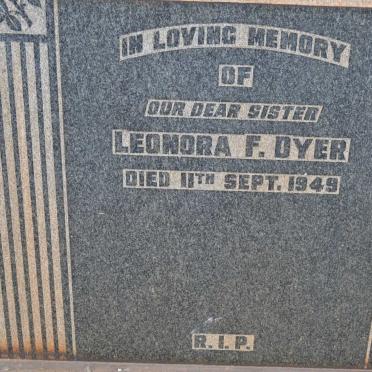 IN LOVING MEMORY
OF
OUR DEAR SISTER
LEONORA F. DYER
DIED 11TH SEPT. 1949
R.I.P.